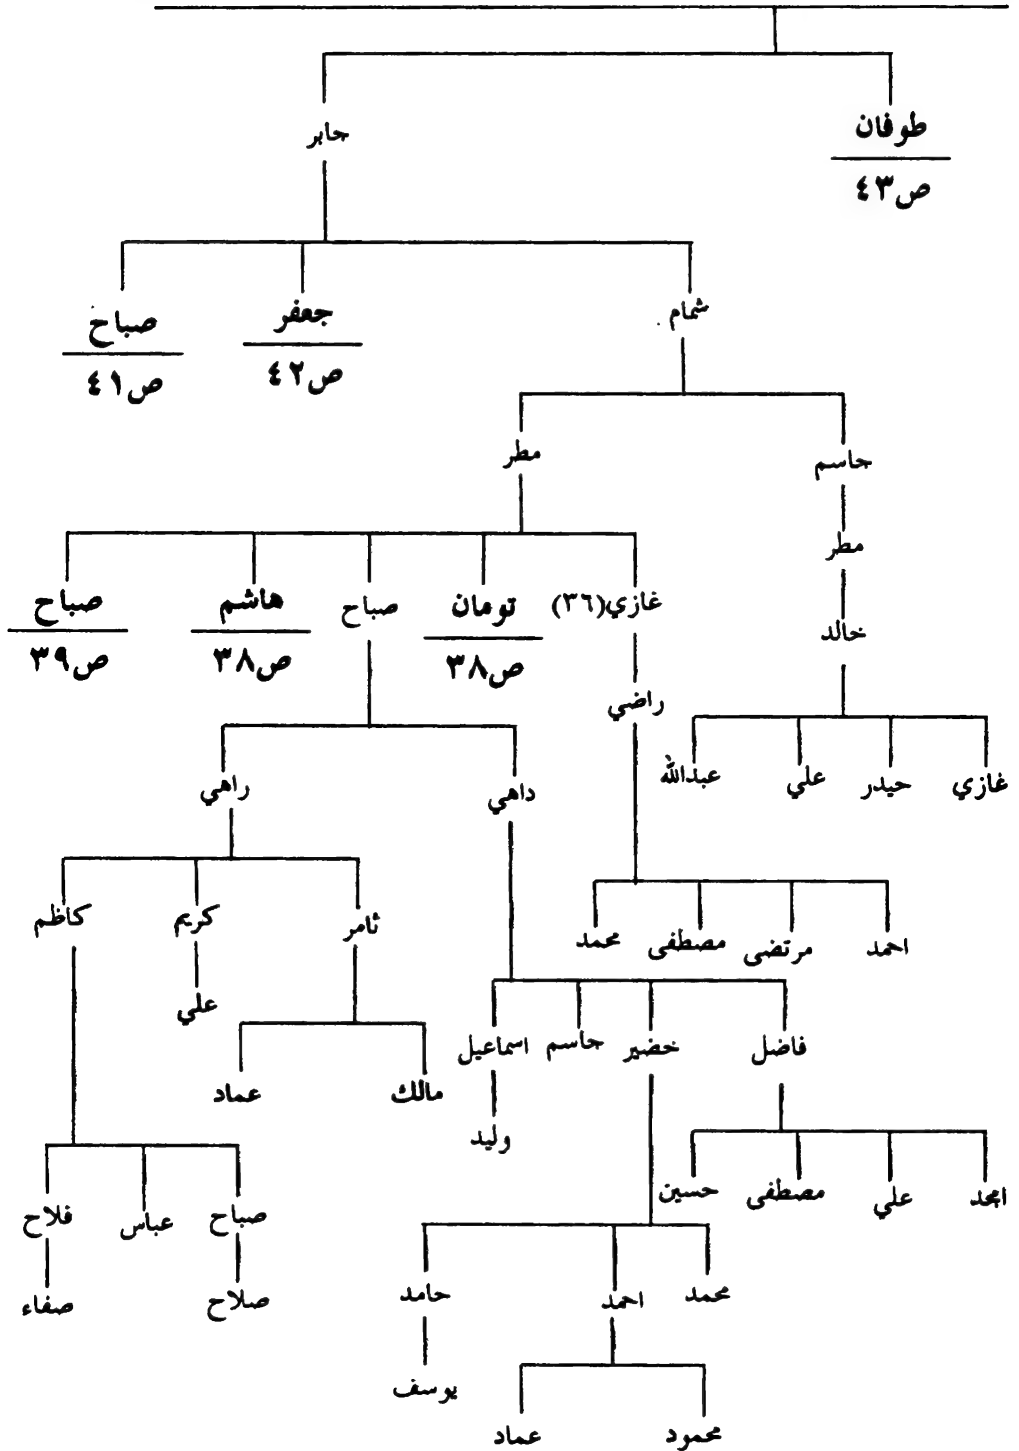 طوفان
ص٤٣
جابر
شمام
جعفر
ص٤٢
صباخ
ص٤١
جاسم
مطر
مطر
خالد
غازي(٣٦)
تومان
ص٣٨
صباح
هاشم
ص٣٨
صباح
ص٣٩
راضي
غازي
حيدر
علي
عبدالله
داهي
راهي
احمد
مرتضى
مصطفى
محمد
ثامر
كريم
كاظم
علي
فاضل
خضير
جاسم
اسماعيل
مالك
عماد
وليد
امجد
علي
مصطفى
حسين
صباح
عباس
فلاح
صلاح
صفاء
محمد
احمد
حامد
يوسف
محمود
عماد